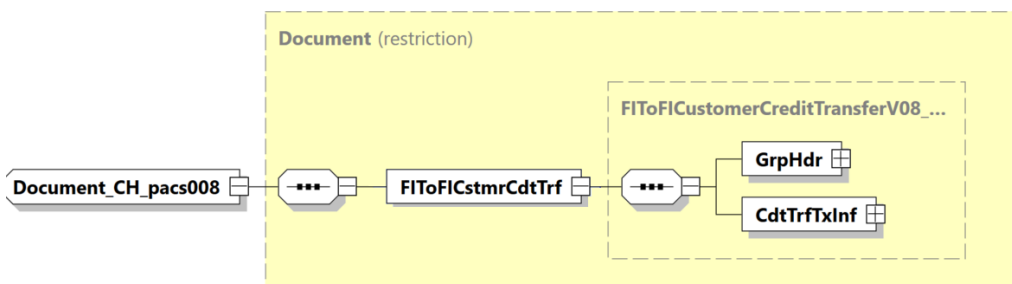 Document (restriction)
FIToFICustomerCreditTransferV08_...
GrpHdr
Document_CH_pacs008
FIToFICstmrCdtTrf
CdtTrfTxInf